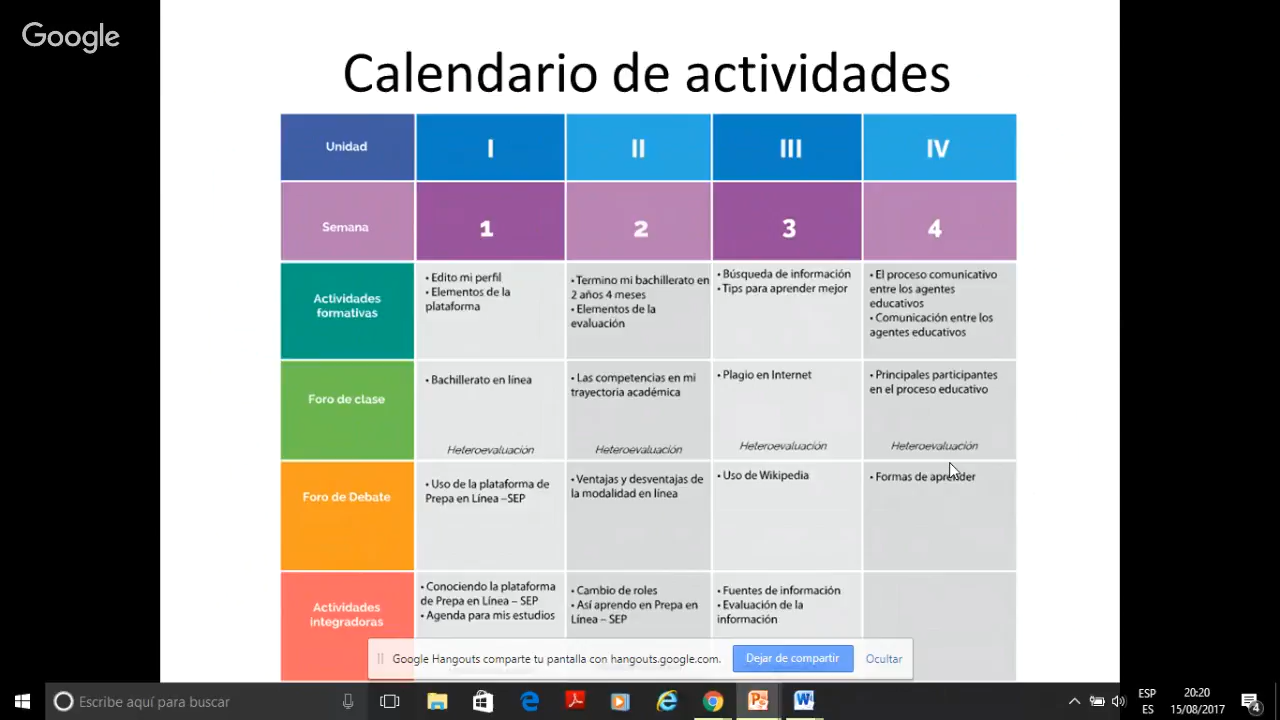 Google
Calendario de actividades
Unidad
I
II
III
IV
Semana
1
2
3
4
Actividades
formativas
• Edito mi perfil
• Elementos de la
plataforma
• Termino mi bachillerato en
2 años 4 meses
• Elementos de la
evaluación
• Búsqueda de información
• Tips para aprender mejor
• El proceso comunicativo
entre los agentes
educativos
• Comunicación entre los
agentes educativos
Foro de clase
• Bachillerato en línea
Heteroevaluación
• Las competencias en mi
trayectoria académica
Heteroevaluación
• Plagio en Internet
Heteroevaluación
• Principales participantes
en el proceso educativo
Heteroevaluación
Foro de Debate
• Uso de la plataforma de
Prepa en Línea –SEP
• Ventajas y desventajas de
la modalidad en línea
• Uso de Wikipedia
• Formas de aprender
Actividades
integradoras
• Conociendo la plataforma
de Prepa en Línea – SEP
• Agenda para mis estudios
• Cambio de roles
• Así aprendo en Prepa en
Línea – SEP
• Fuentes de información
• Evaluación de la
información
Google Hangouts comparte tu pantalla con hangouts.google.com.
Dejar de compartir
Ocultar
Escribe aquí para buscar
ESP
ES
20:20
15/08/2017
4